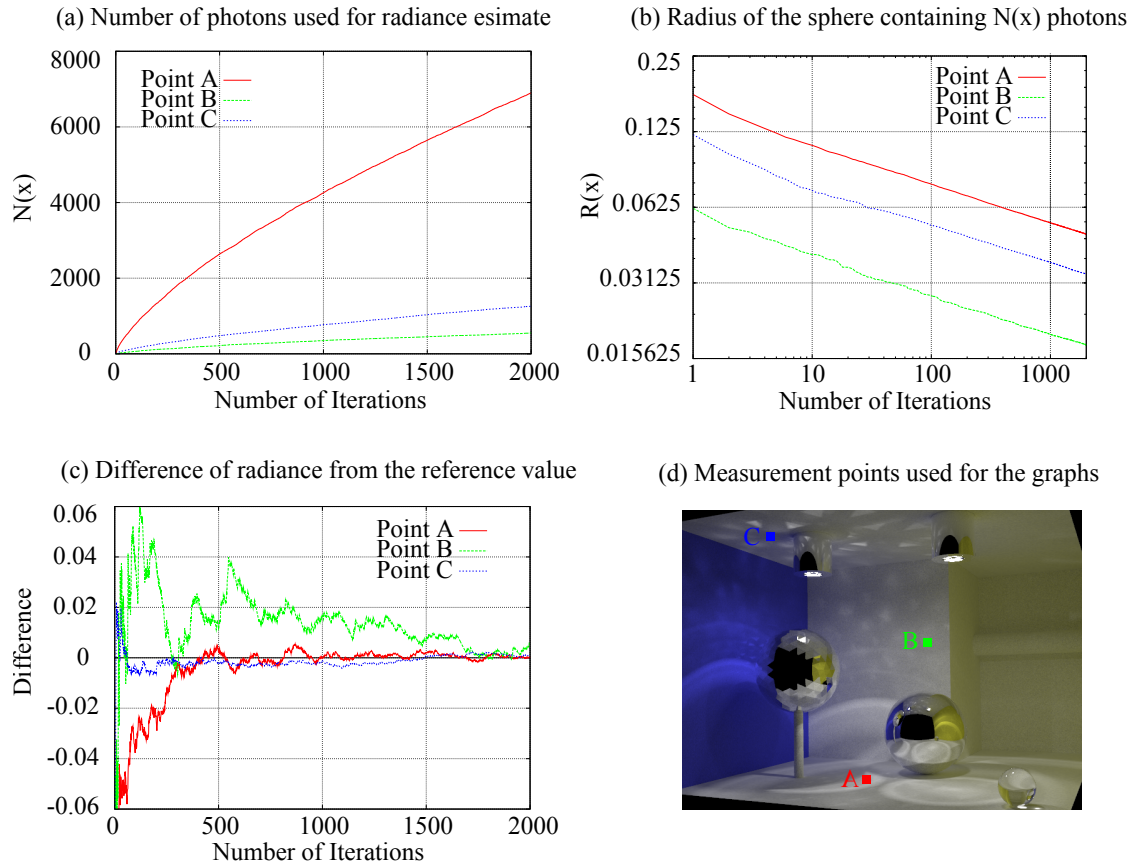 (a) Number of photons used for radiance esimate
8000
6000
4000
2000
0
N(x)
Point A
Point B
Point C
0 500 1000 1500 2000
Number of Iterations
(b) Radius of the sphere containing N(x) photons
0.25
0.125
0.0625
0.03125
0.015625
R(x)
Point A
Point B
Point C
1 10 100 1000
Number of Iterations
(c) Difference of radiance from the reference value
0.06
0.04
0.02
0
-0.02
-0.04
-0.06
Difference
Point A
Point B
Point C
0 500 1000 1500 2000
Number of Iterations
(d) Measurement points used for the graphs
C
B
A